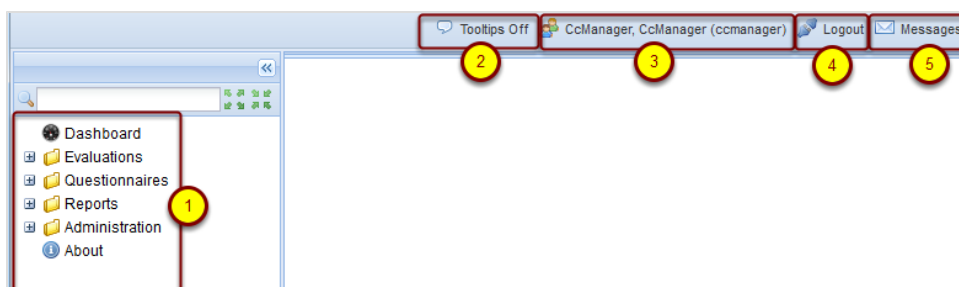 Tooltips Off CcManager, CcManager (ccmanager) Logout Messages
2 3 4 5
Dashboard
Evaluations
Questionnaires
Reports
1
Administration
About